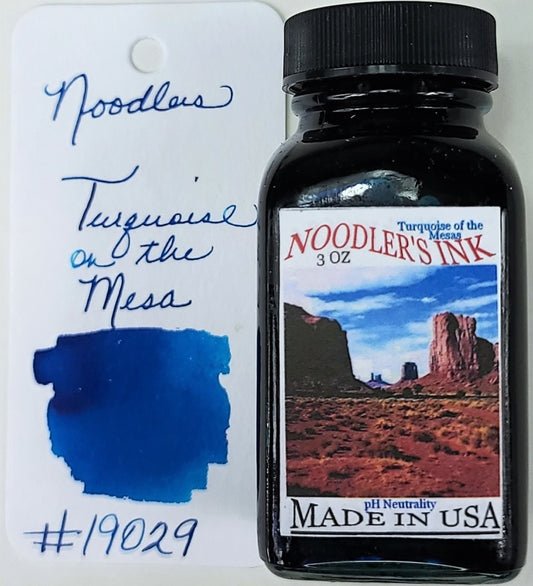 Noodlers
Turquoise
on the
Mesa
#19029
Turquoise of the
Mesas
NOODLER'S INK
3 OZ
pH Neutrality
MADE IN USA